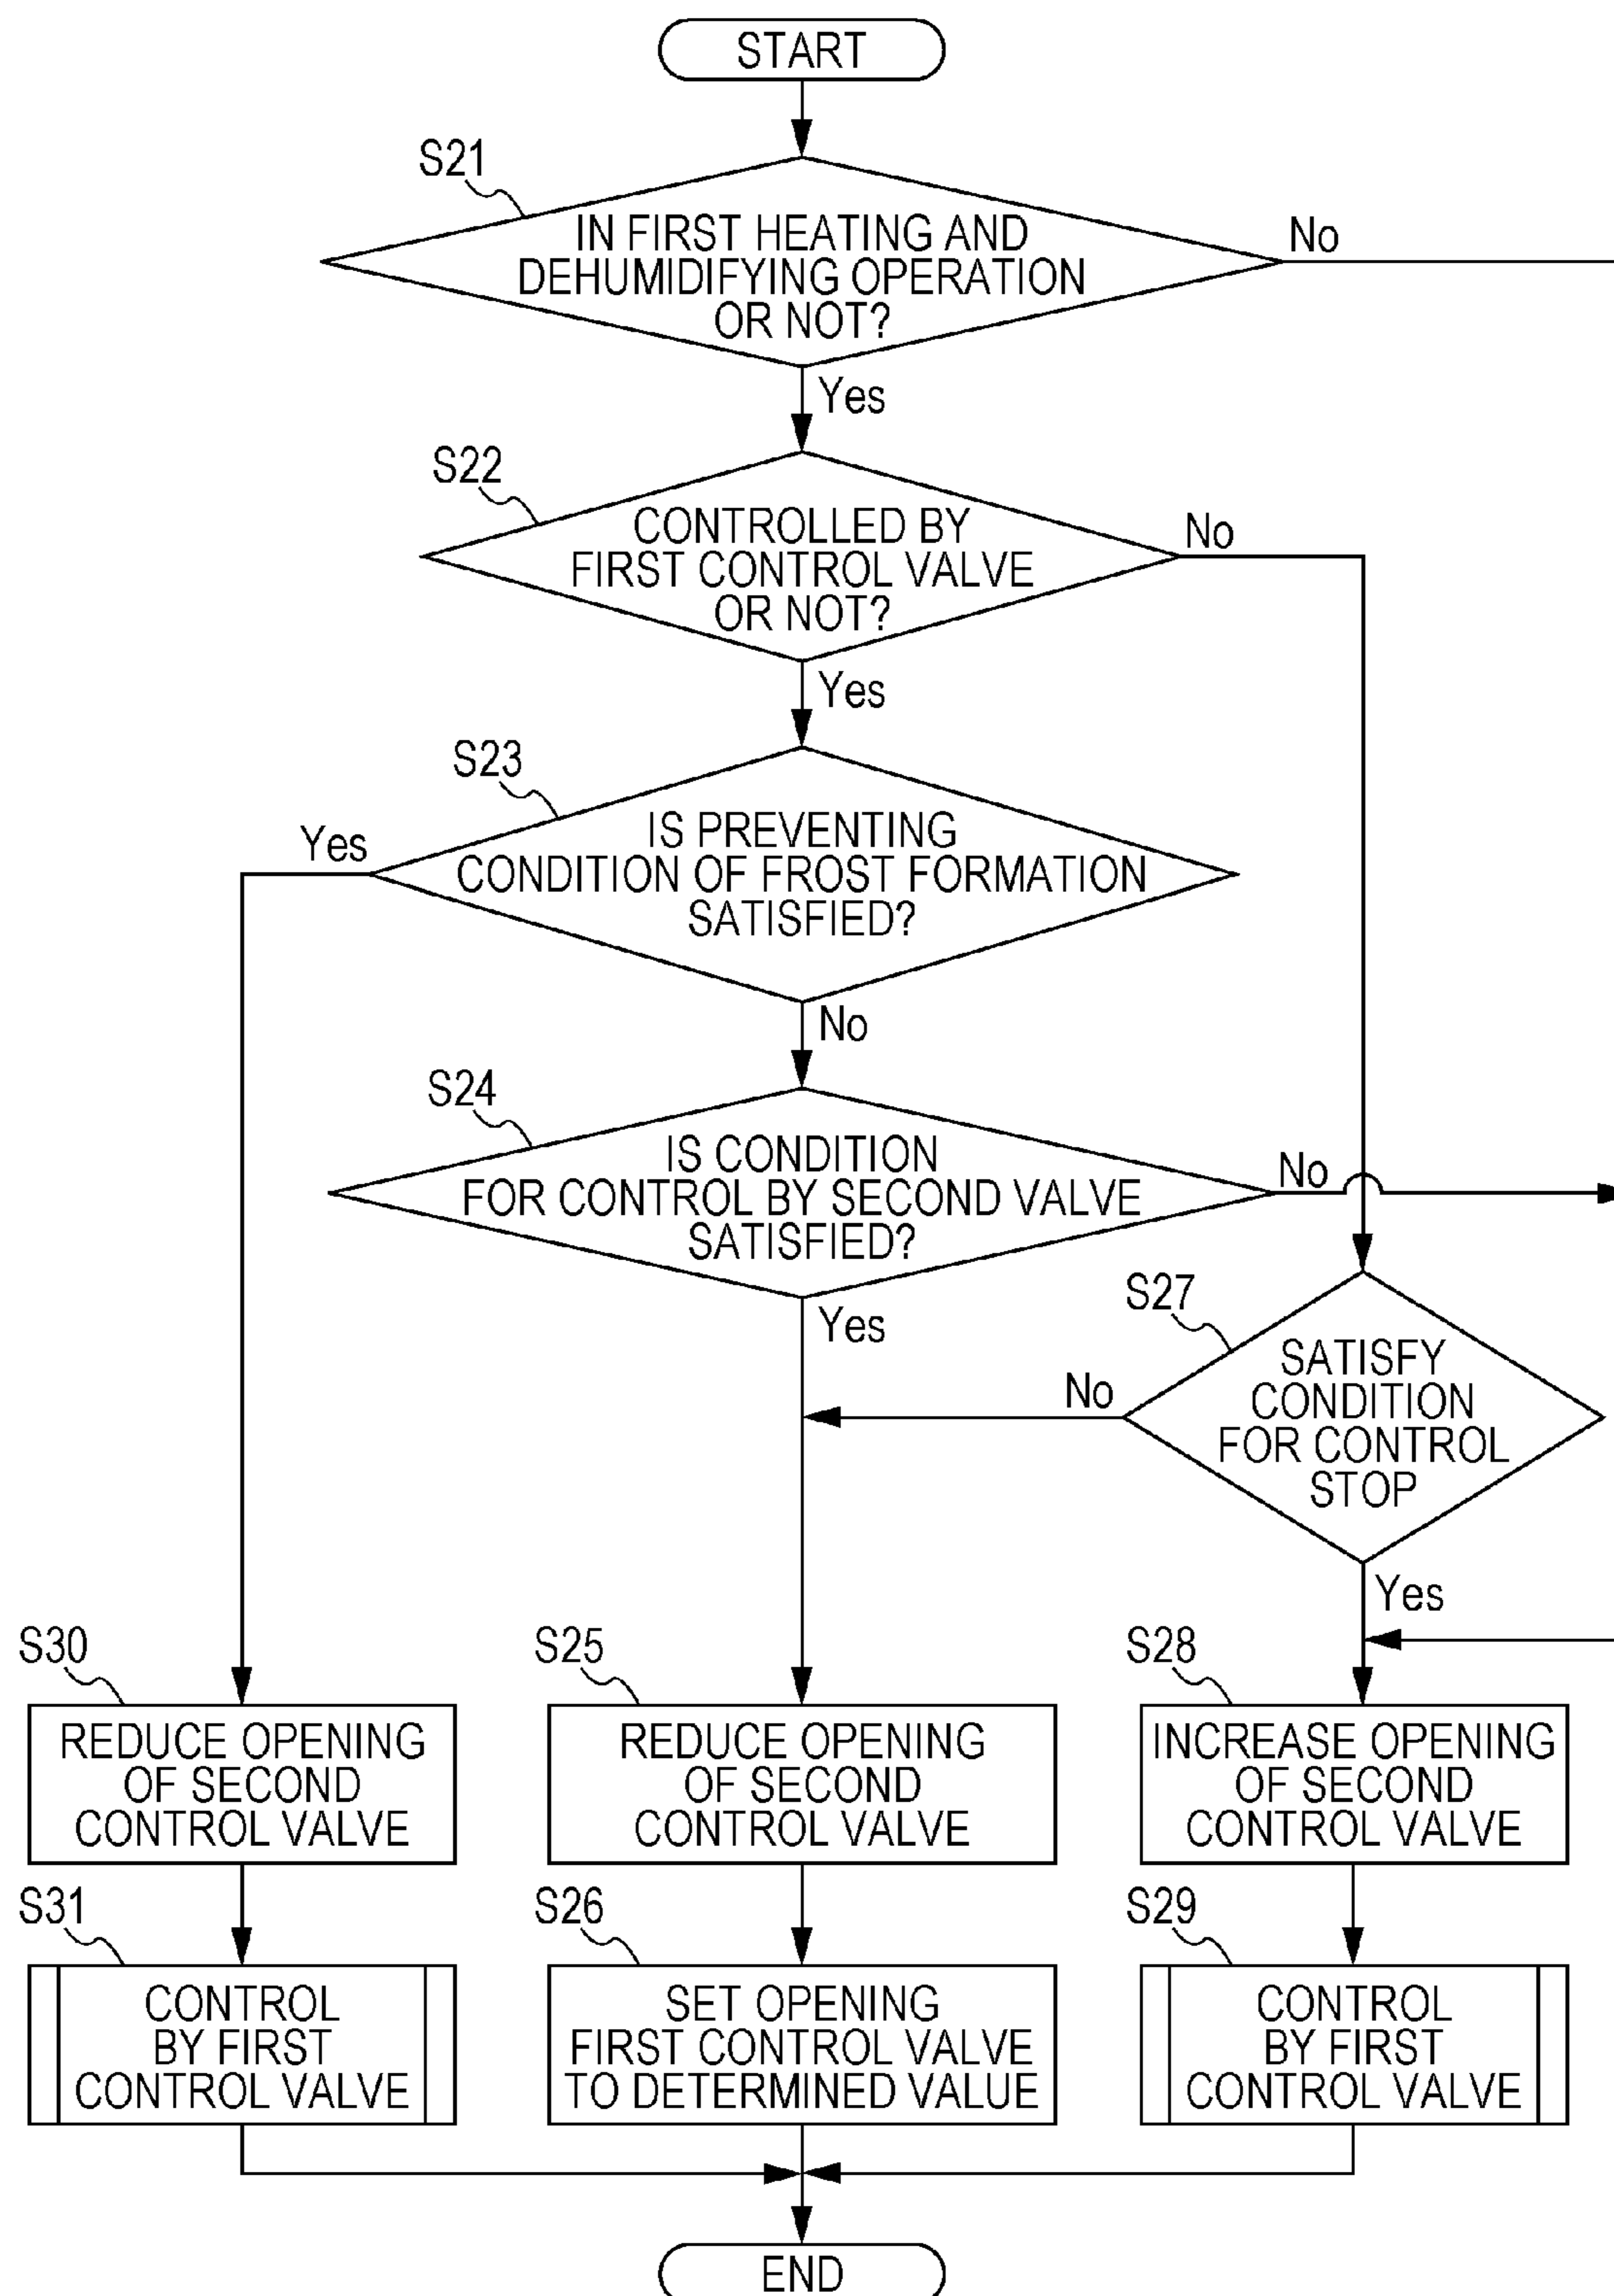 START
S21
IN FIRST HEATING AND
DEHUMIDIFYING OPERATION
OR NOT?
No
Yes
S22
CONTROLLED BY
FIRST CONTROL VALVE
OR NOT?
No
Yes
S23
IS PREVENTING
CONDITION OF FROST FORMATION
SATISFIED?
Yes
No
S24
IS CONDITION
FOR CONTROL BY SECOND VALVE
SATISFIED?
No
Yes
S27
SATISFY
CONDITION
FOR CONTROL
STOP
No
Yes
S30
REDUCE OPENING
OF SECOND
CONTROL VALVE
S25
REDUCE OPENING
OF SECOND
CONTROL VALVE
S28
INCREASE OPENING
OF SECOND
CONTROL VALVE
S31
CONTROL
BY FIRST
CONTROL VALVE
S26
SET OPENING
FIRST CONTROL VALVE
TO DETERMINED VALUE
S29
CONTROL
BY FIRST
CONTROL VALVE
END